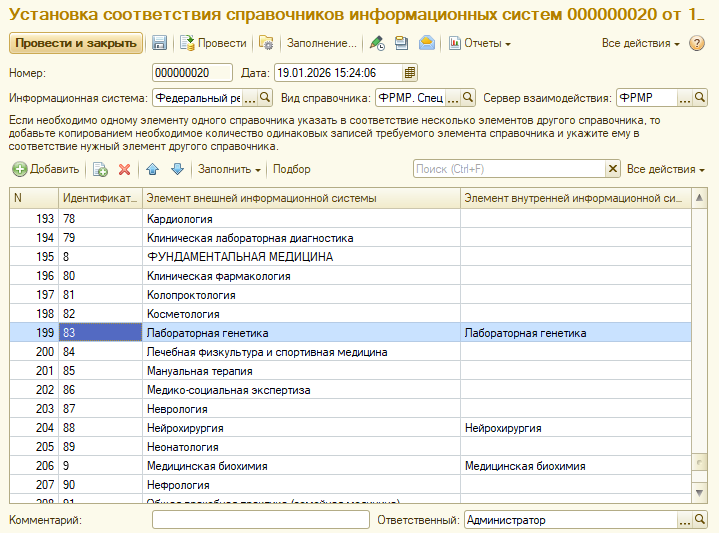 Установка соответствия справочников информационных систем 000000020 от 1...
Провести и закрыть Провести Заполнение... Отчеты Все действия ?
Номер: 000000020 Дата: 19.01.2026 15:24:06
Информационная система: Федеральный ре ... Вид справочника: ФРМР. Спец ... Сервер взаимодействия: ФРМР ...
Если необходимо одному элементу одного справочника указать в соответствие несколько элементов другого справочника, то
добавьте копированием необходимое количество одинаковых записей требуемого элемента справочника и укажите ему в
соответствие нужный элемент другого справочника.
Добавить Заполнить Подбор Поиск (Ctrl+F) Все действия
N Идентификат... Элемент внешней информационной системы Элемент внутренней информационной си...
193 78 Кардиология
194 79 Клиническая лабораторная диагностика
195 8 ФУНДАМЕНТАЛЬНАЯ МЕДИЦИНА
196 80 Клиническая фармакология
197 81 Колопроктология
198 82 Косметология
199 83 Лабораторная генетика Лабораторная генетика
200 84 Лечебная физкультура и спортивная медицина
201 85 Мануальная терапия
202 86 Медико-социальная экспертиза
203 87 Неврология
204 88 Нейрохирургия Нейрохирургия
205 89 Неонатология
206 9 Медицинская биохимия Медицинская биохимия
207 90 Нефрология
208 91 Общая врачебная практика (семейная медицина)
Комментарий: Ответственный: Администратор ...